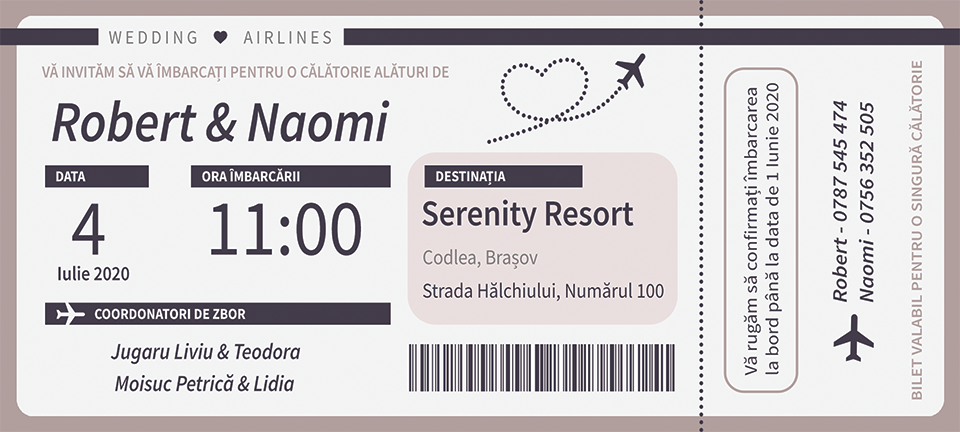 WEDDING AIRLINES
VĂ INVITĂM SĂ VĂ ÎMBARCAȚI PENTRU O CĂLĂTORIE ALĂTURI DE
Robert & Naomi
DATA
4
Iulie 2020
ORA ÎMBARCĂRII
11:00
COORDONATORI DE ZBOR
Jugaru Liviu & Teodora
Moisuc Petrică & Lidia
DESTINAȚIA
Serenity Resort
Codlea, Brașov
Strada Hălchiului, Numărul 100
Vă rugăm să confirmați îmbarcarea
la bord până la data de 1 Iunie 2020
Robert - 0787 545 474
Naomi - 0756 352 505
BILET VALABIL PENTRU O SINGURĂ CĂLĂTORIE